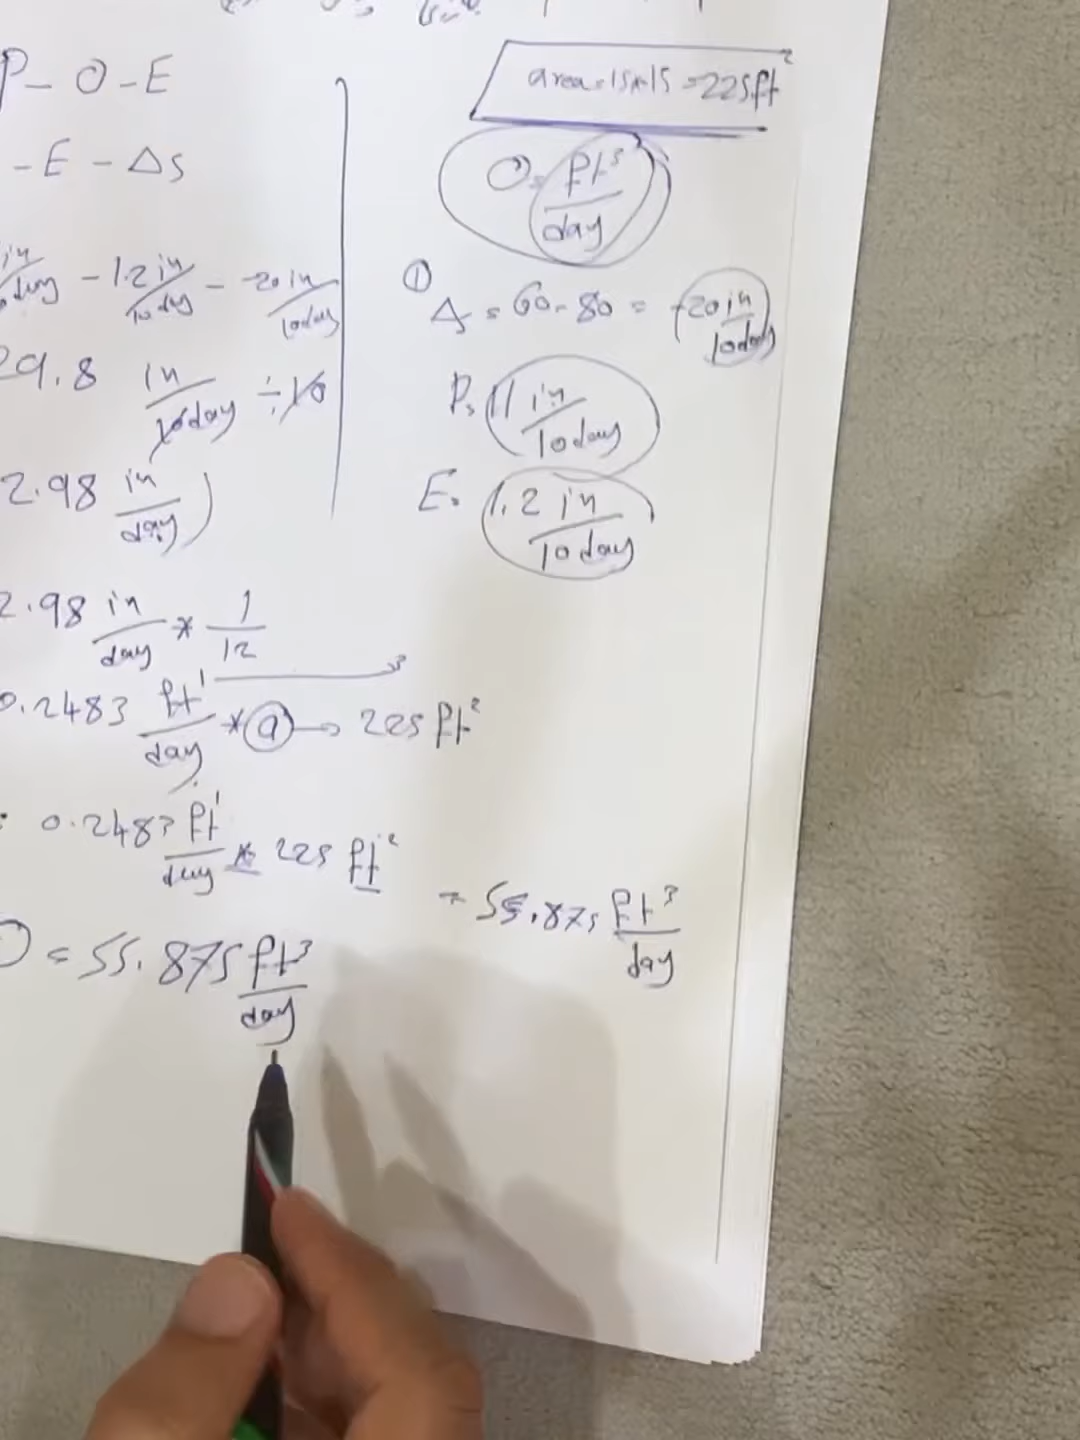 P - O - E
- E - Δs
in/day - 1.2 in/10 day - -20 in/10 day
29.8 in/10 day ÷ 10
2.98 in/day )
2.98 in/day * 1/12
0.2483 ft¹/day * a → 225 ft²
: 0.2483 ft¹/day * 225 ft²
= 55.875 ft³/day
O = 55.875 ft³/day
area = 15*15 = 225 ft²
O = ft³/day
① Δ = 60 - 80 = -20 in/10 day
P = 11 in/10 day
E = 1.2 in/10 day